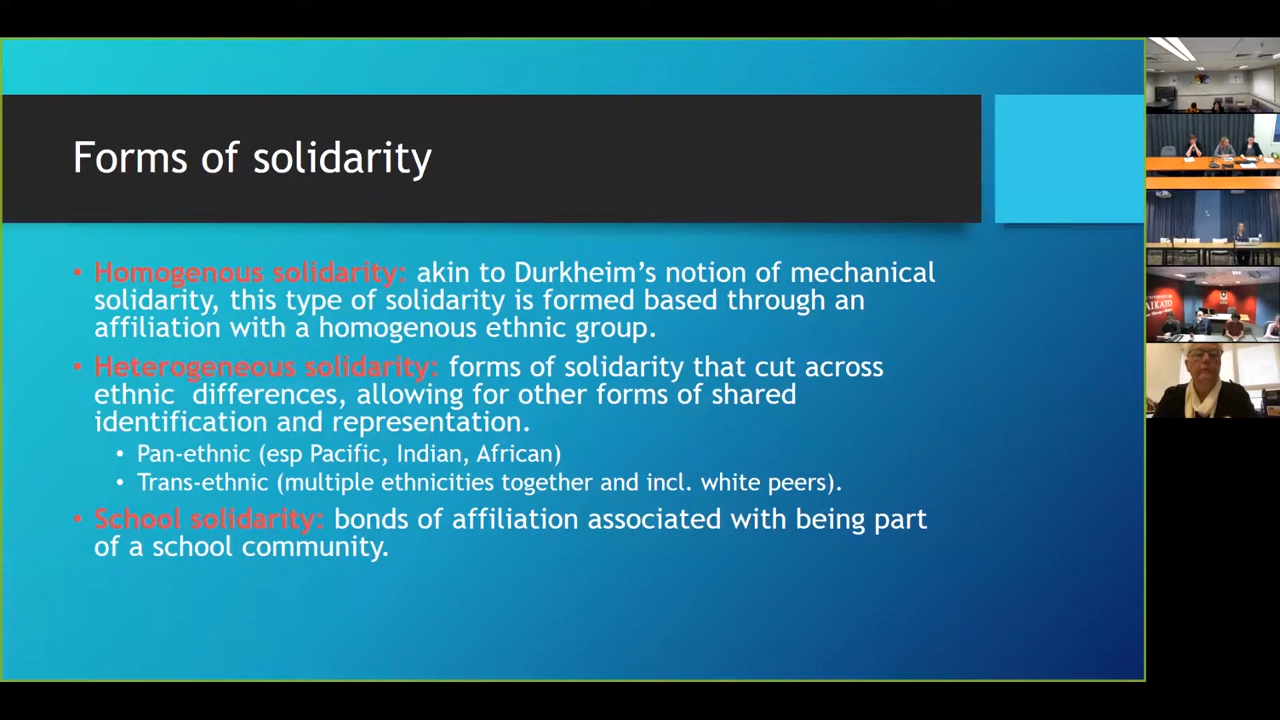 Forms of solidarity
• Homogenous solidarity: akin to Durkheim’s notion of mechanical
solidarity, this type of solidarity is formed based through an
affiliation with a homogenous ethnic group.
• Heterogeneous solidarity: forms of solidarity that cut across
ethnic  differences, allowing for other forms of shared
identification and representation.
• Pan-ethnic (esp Pacific, Indian, African)
• Trans-ethnic (multiple ethnicities together and incl. white peers).
• School solidarity: bonds of affiliation associated with being part
of a school community.
AIKATO